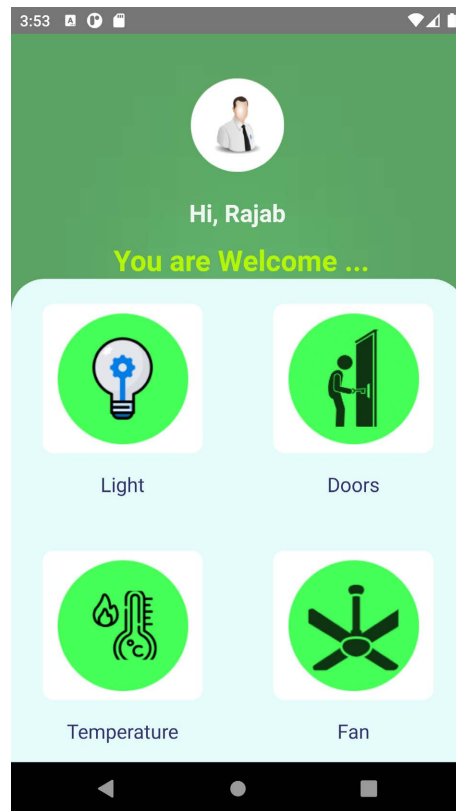 3:53
Hi, Rajab
You are Welcome ...
Light
Doors
°C
Temperature
Fan